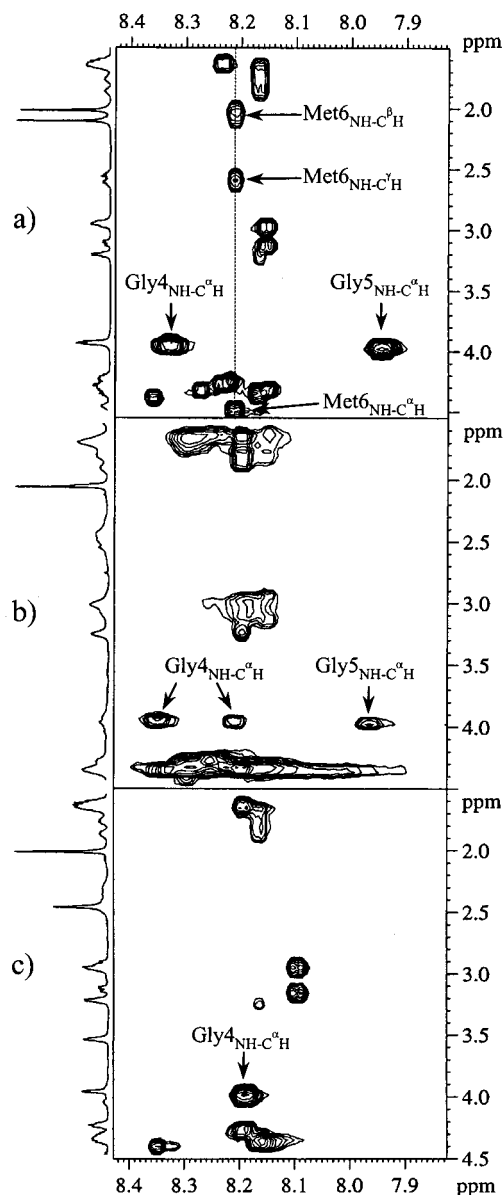 8.4 8.3 8.2 8.1 8.0 7.9
ppm
2.0
Met6NH-CβH
2.5
Met6NH-CγH
a)
3.0
3.5
Gly4NH-CαH
Gly5NH-CαH
4.0
Met6NH-CαH
ppm
2.0
2.5
b)
3.0
3.5
Gly4NH-CαH
Gly5NH-CαH
4.0
ppm
2.0
2.5
c)
3.0
3.5
Gly4NH-CαH
4.0
4.5
8.4 8.3 8.2 8.1 8.0 7.9 ppm